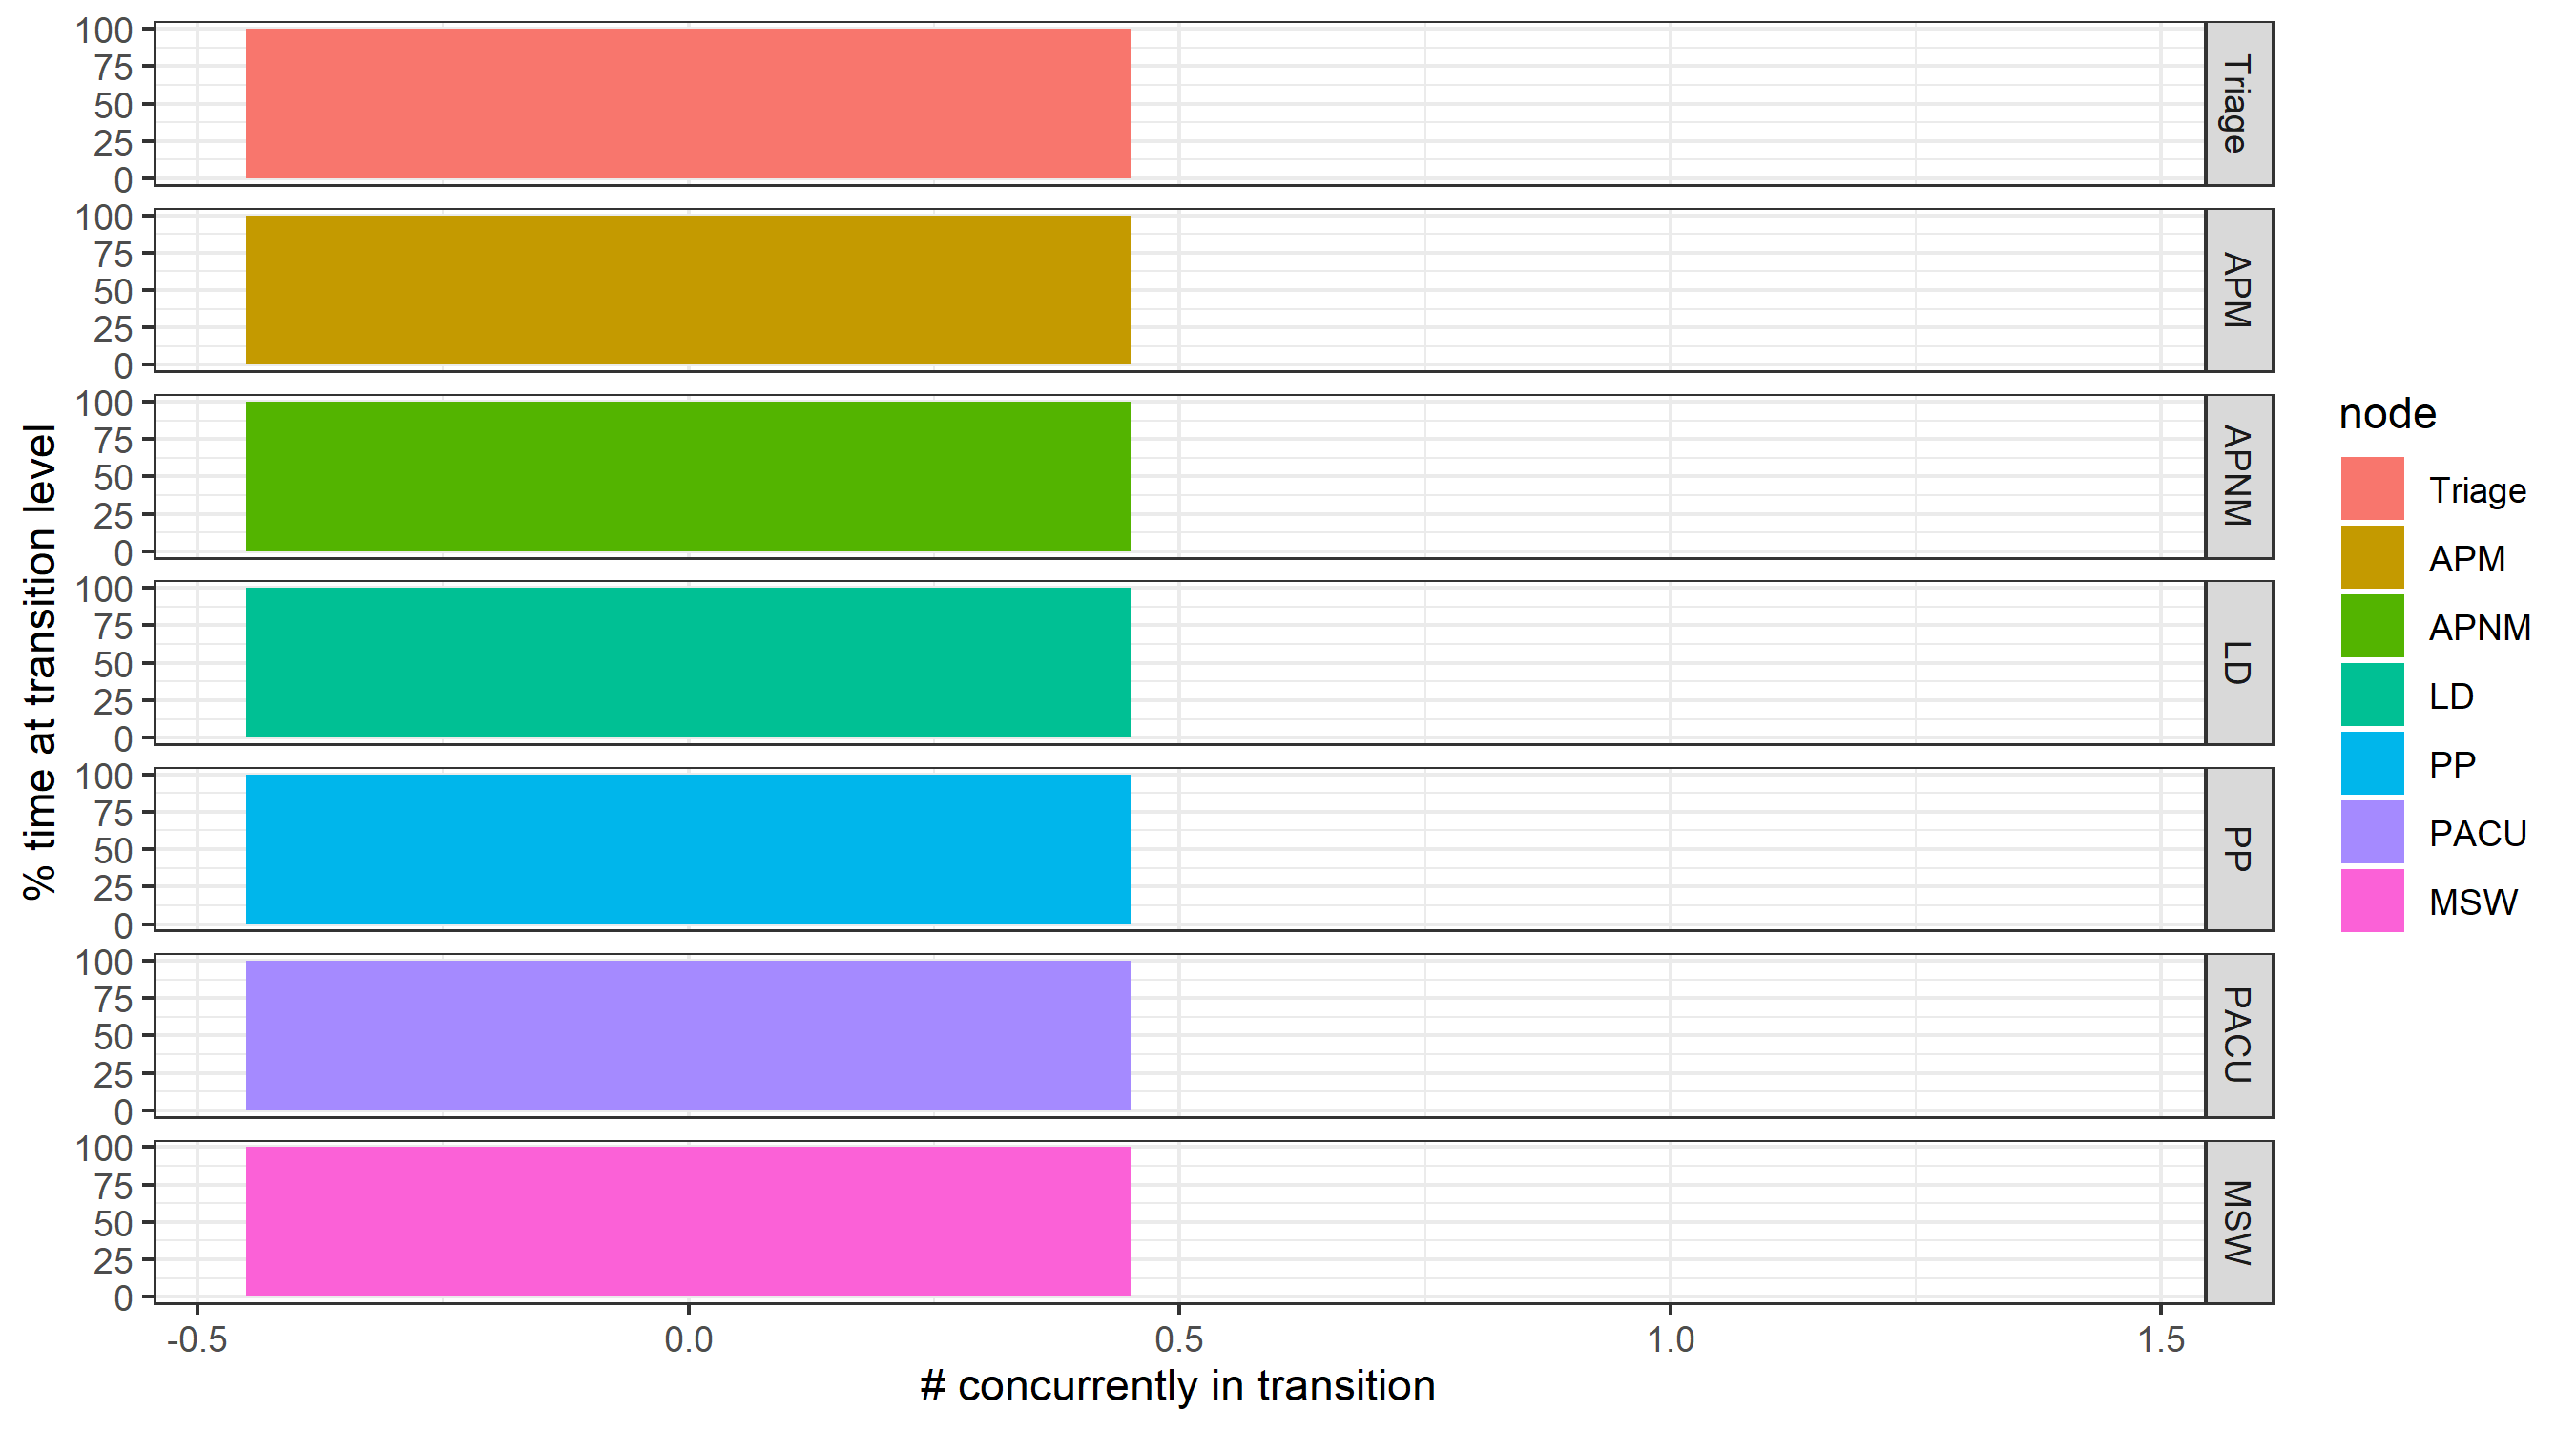 % time at transition level
100
75
50
25
0
Triage
100
75
50
25
0
APM
100
75
50
25
0
APNM
100
75
50
25
0
LD
100
75
50
25
0
PP
100
75
50
25
0
PACU
100
75
50
25
0
MSW
-0.5 0.0 0.5 1.0 1.5
# concurrently in transition
node
Triage
APM
APNM
LD
PP
PACU
MSW